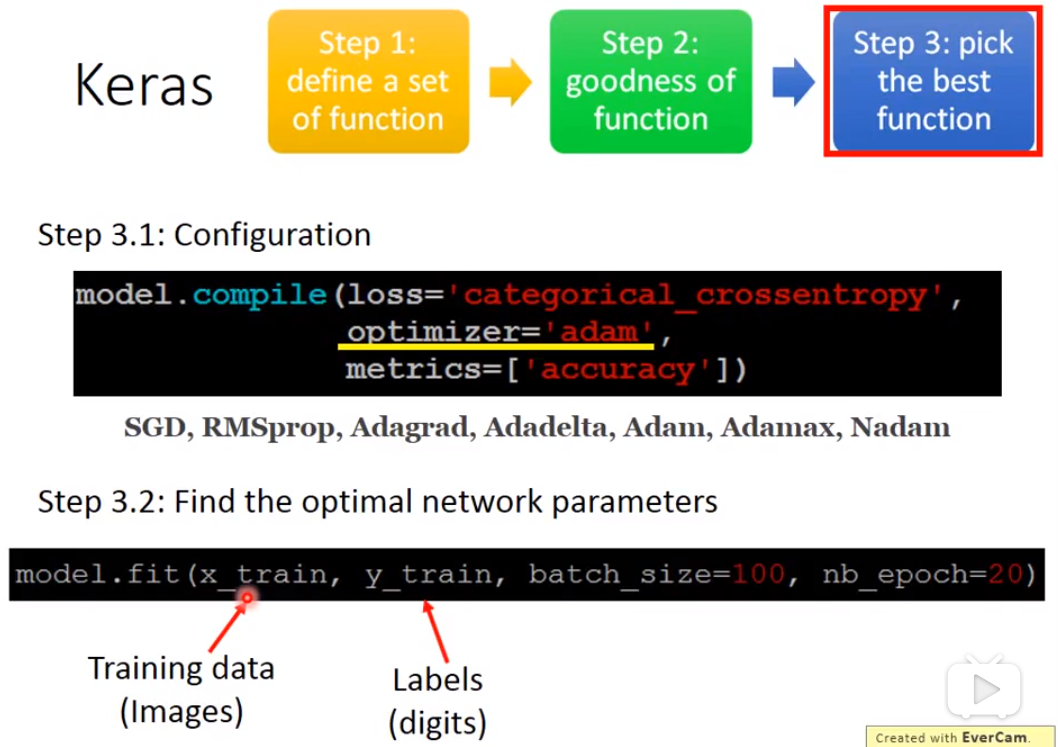 Keras
Step 1:
define a set
of function
Step 2:
goodness of
function
Step 3: pick
the best
function
Step 3.1: Configuration
model.compile(loss='categorical_crossentropy',
optimizer='adam',
metrics=['accuracy'])
SGD, RMSprop, Adagrad, Adadelta, Adam, Adamax, Nadam
Step 3.2: Find the optimal network parameters
model.fit(x_train, y_train, batch_size=100, nb_epoch=20)
Training data
(Images)
Labels
(digits)
Created with EverCam.